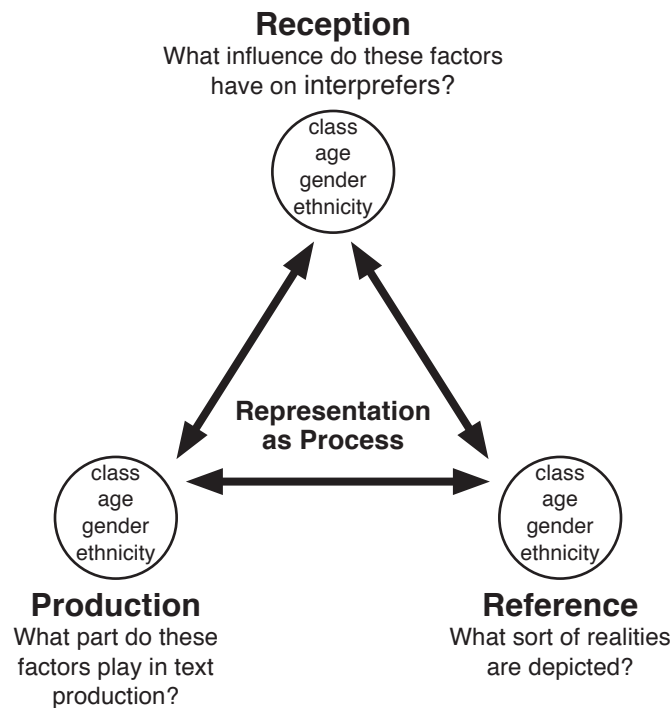 Reception
What influence do these factors
have on interprefers?
class
age
gender
ethnicity
Representation
as Process
class
age
gender
ethnicity
Production
What part do these
factors play in text
production?
class
age
gender
ethnicity
Reference
What sort of realities
are depicted?